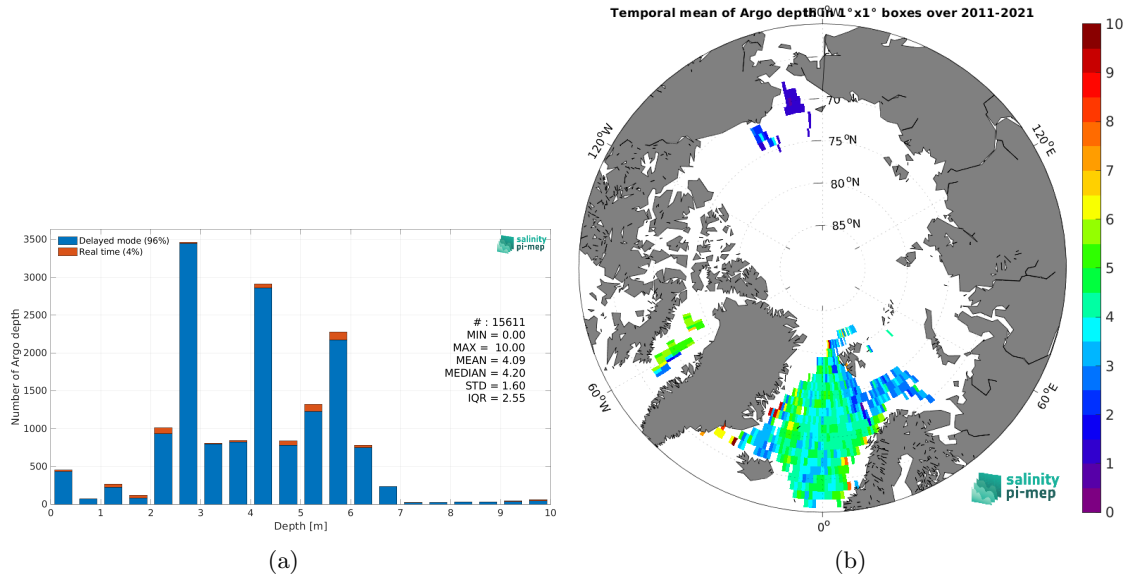 Delayed mode (96%)
Real time (4%)
salinity
pi-mep
# : 15611
MIN = 0.00
MAX = 10.00
MEAN = 4.09
MEDIAN = 4.20
STD = 1.60
IQR = 2.55
Number of Argo depth
3500
3000
2500
2000
1500
1000
500
0
0 1 2 3 4 5 6 7 8 9 10
Depth [m]
(a)
Temporal mean of Argo depth in 1°x1° boxes over 2011-2021
180°W
120°W
120°E
70°N
75°N
80°N
85°N
60°W
60°E
0°
salinity
pi-mep
10
9
8
7
6
5
4
3
2
1
0
(b)